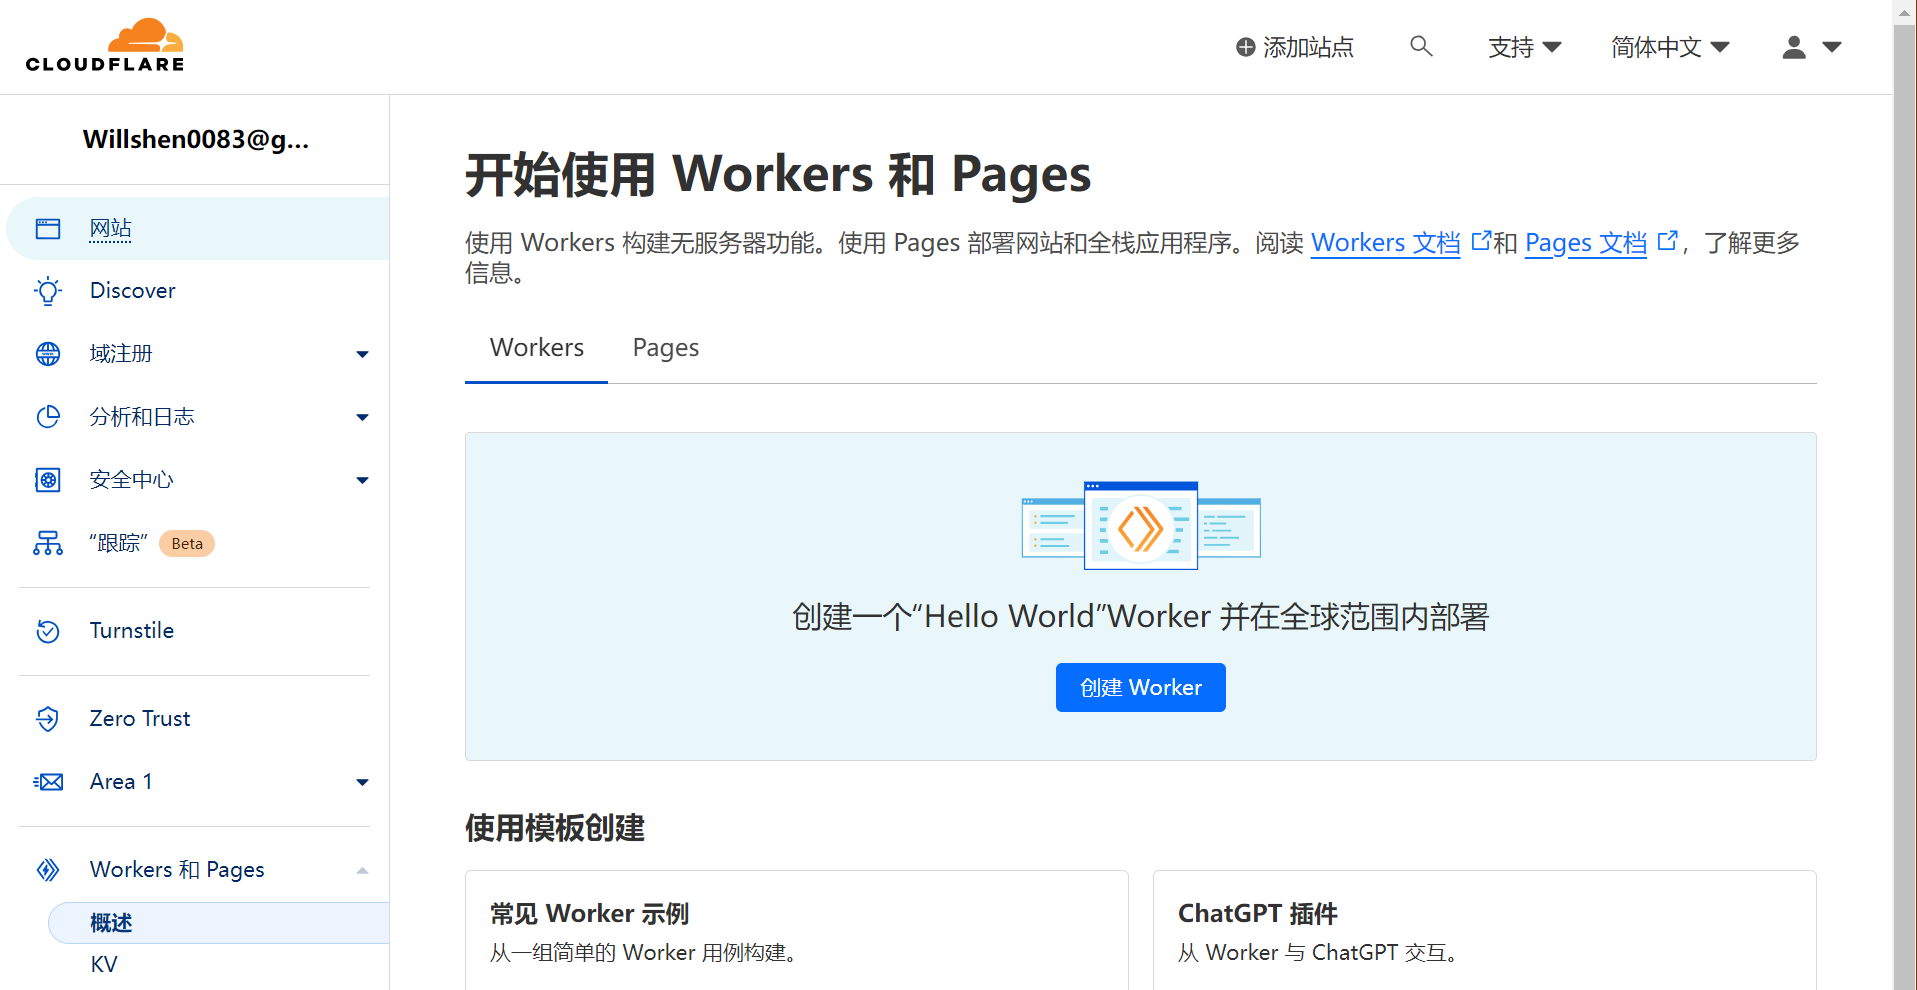 CLOUDFLARE
添加站点
支持
简体中文
Willshen0083@g...
网站
Discover
域注册
分析和日志
安全中心
“跟踪” Beta
Turnstile
Zero Trust
Area 1
Workers 和 Pages
概述
KV
开始使用 Workers 和 Pages
使用 Workers 构建无服务器功能。使用 Pages 部署网站和全栈应用程序。阅读 Workers 文档 和 Pages 文档 ，了解更多
信息。
Workers
Pages
创建一个“Hello World”Worker 并在全球范围内部署
创建 Worker
使用模板创建
常见 Worker 示例
从一组简单的 Worker 用例构建。
ChatGPT 插件
从 Worker 与 ChatGPT 交互。